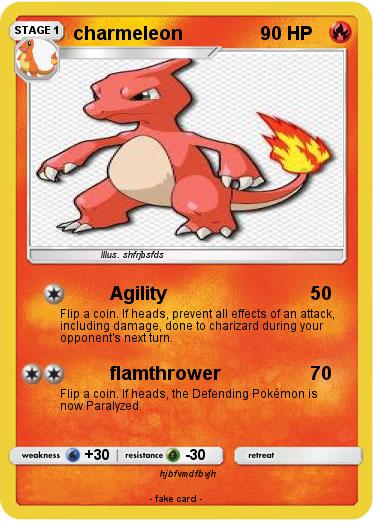 STAGE 1 charmeleon 90 HP
Illus. shfrjbsfds
Agility 50
Flip a coin. If heads, prevent all effects of an attack,
including damage, done to charizard during your
opponent's next turn.
flamthrower 70
Flip a coin. If heads, the Defending Pokémon is
now Paralyzed.
weakness +30 resistance -30 retreat
hjbfvmdfbvjh
- fake card -